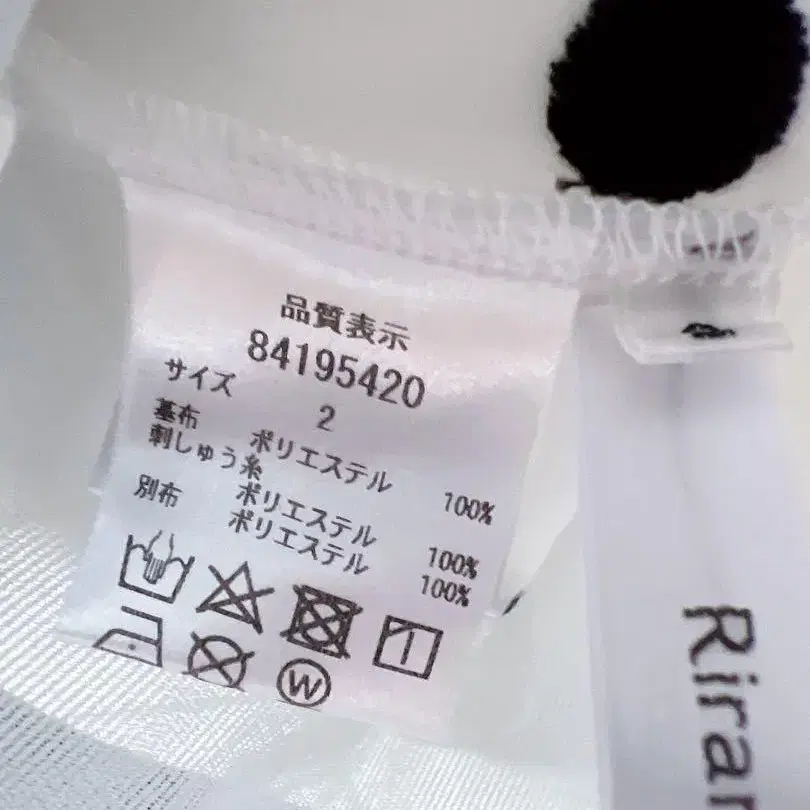 品質表示
84195420
サイズ 2
基布 ポリエステル 100%
刺しゅう糸
ポリエステル 100%
別布 ポリエステル 100%
W
Riran